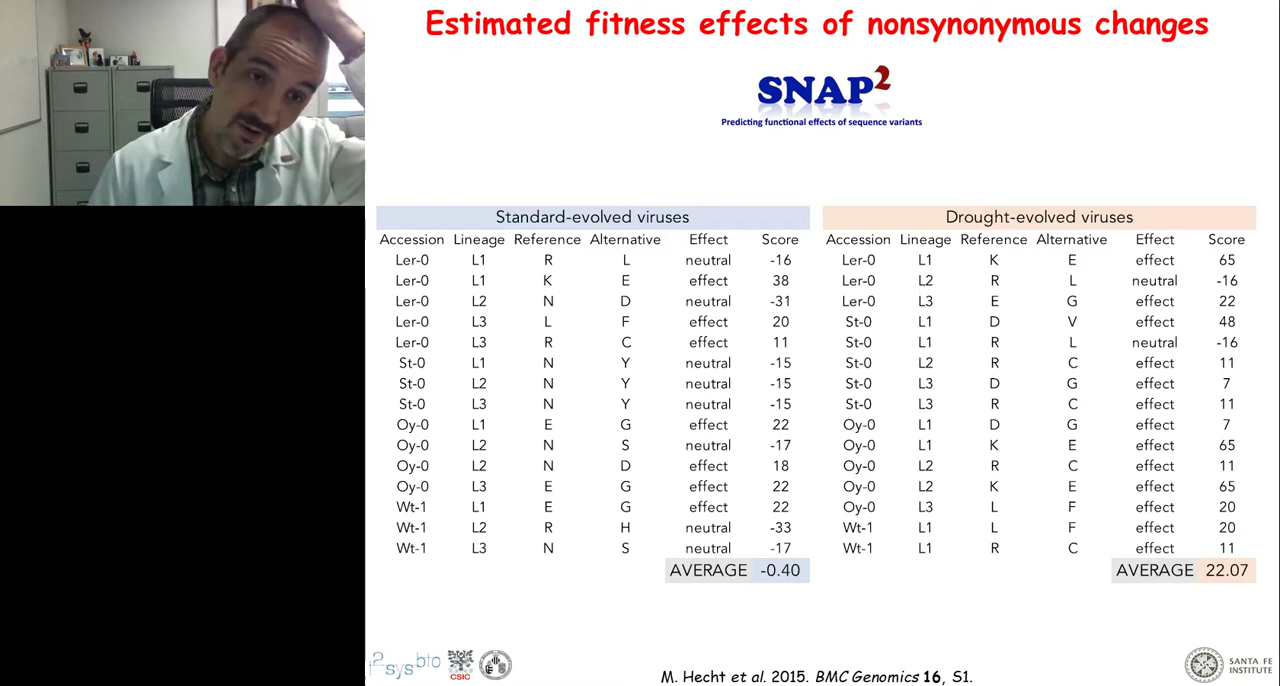 Estimated fitness effects of nonsynonymous changes
SNAP2
Predicting functional effects of sequence variants
Standard-evolved viruses
Accession Lineage Reference Alternative Effect Score
Ler-0 L1 R L neutral -16
Ler-0 L1 K E effect 38
Ler-0 L2 N D neutral -31
Ler-0 L3 L F effect 20
Ler-0 L3 R C effect 11
St-0 L1 N Y neutral -15
St-0 L2 N Y neutral -15
St-0 L3 N Y neutral -15
Oy-0 L1 E G effect 22
Oy-0 L2 N S neutral -17
Oy-0 L2 N D effect 18
Oy-0 L3 E G effect 22
Wt-1 L1 E G effect 22
Wt-1 L2 R H neutral -33
Wt-1 L3 N S neutral -17
AVERAGE -0.40
Drought-evolved viruses
Accession Lineage Reference Alternative Effect Score
Ler-0 L1 K E effect 65
Ler-0 L2 R L neutral -16
Ler-0 L3 E G effect 22
St-0 L1 D V effect 48
St-0 L1 R L neutral -16
St-0 L2 R C effect 11
St-0 L3 D G effect 7
St-0 L3 R C effect 11
Oy-0 L1 D G effect 7
Oy-0 L1 K E effect 65
Oy-0 L2 R C effect 11
Oy-0 L2 K E effect 65
Oy-0 L3 L F effect 20
Wt-1 L1 L F effect 20
Wt-1 L1 R C effect 11
AVERAGE 22.07
f2sysbio
CSIC
M. Hecht et al. 2015. BMC Genomics 16, S1.
SANTA FE
INSTITUTE